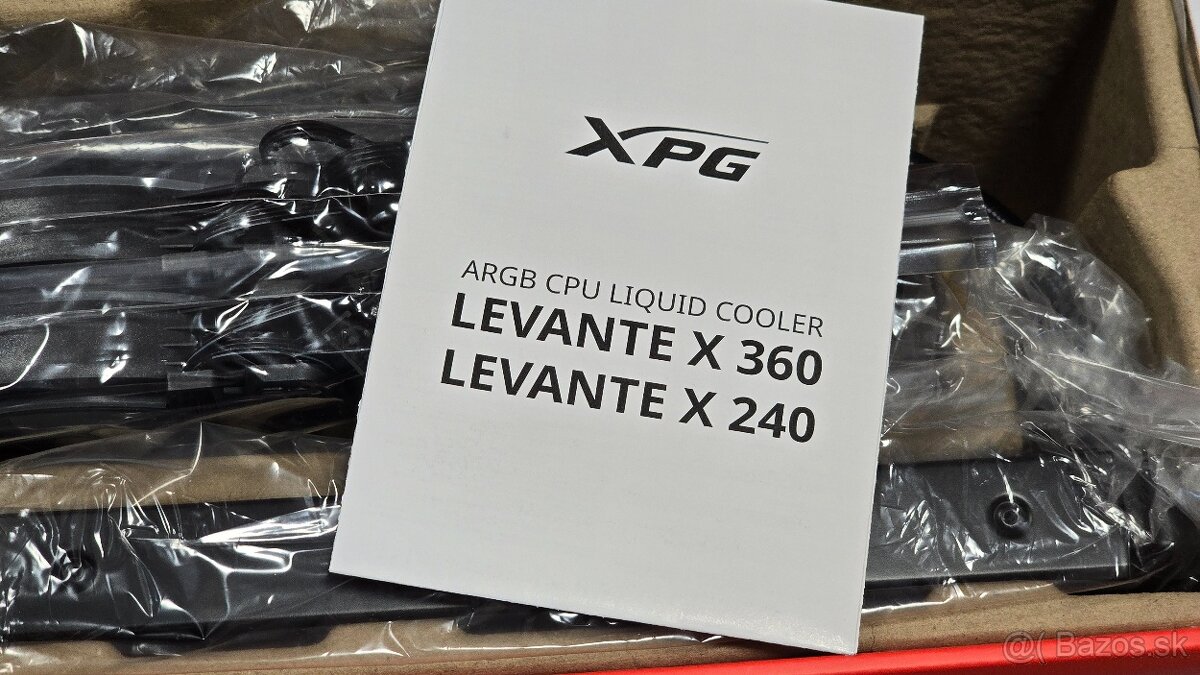 XPG
ARGB CPU LIQUID COOLER
LEVANTE X 360
LEVANTE X 240
@( Bazos.sk